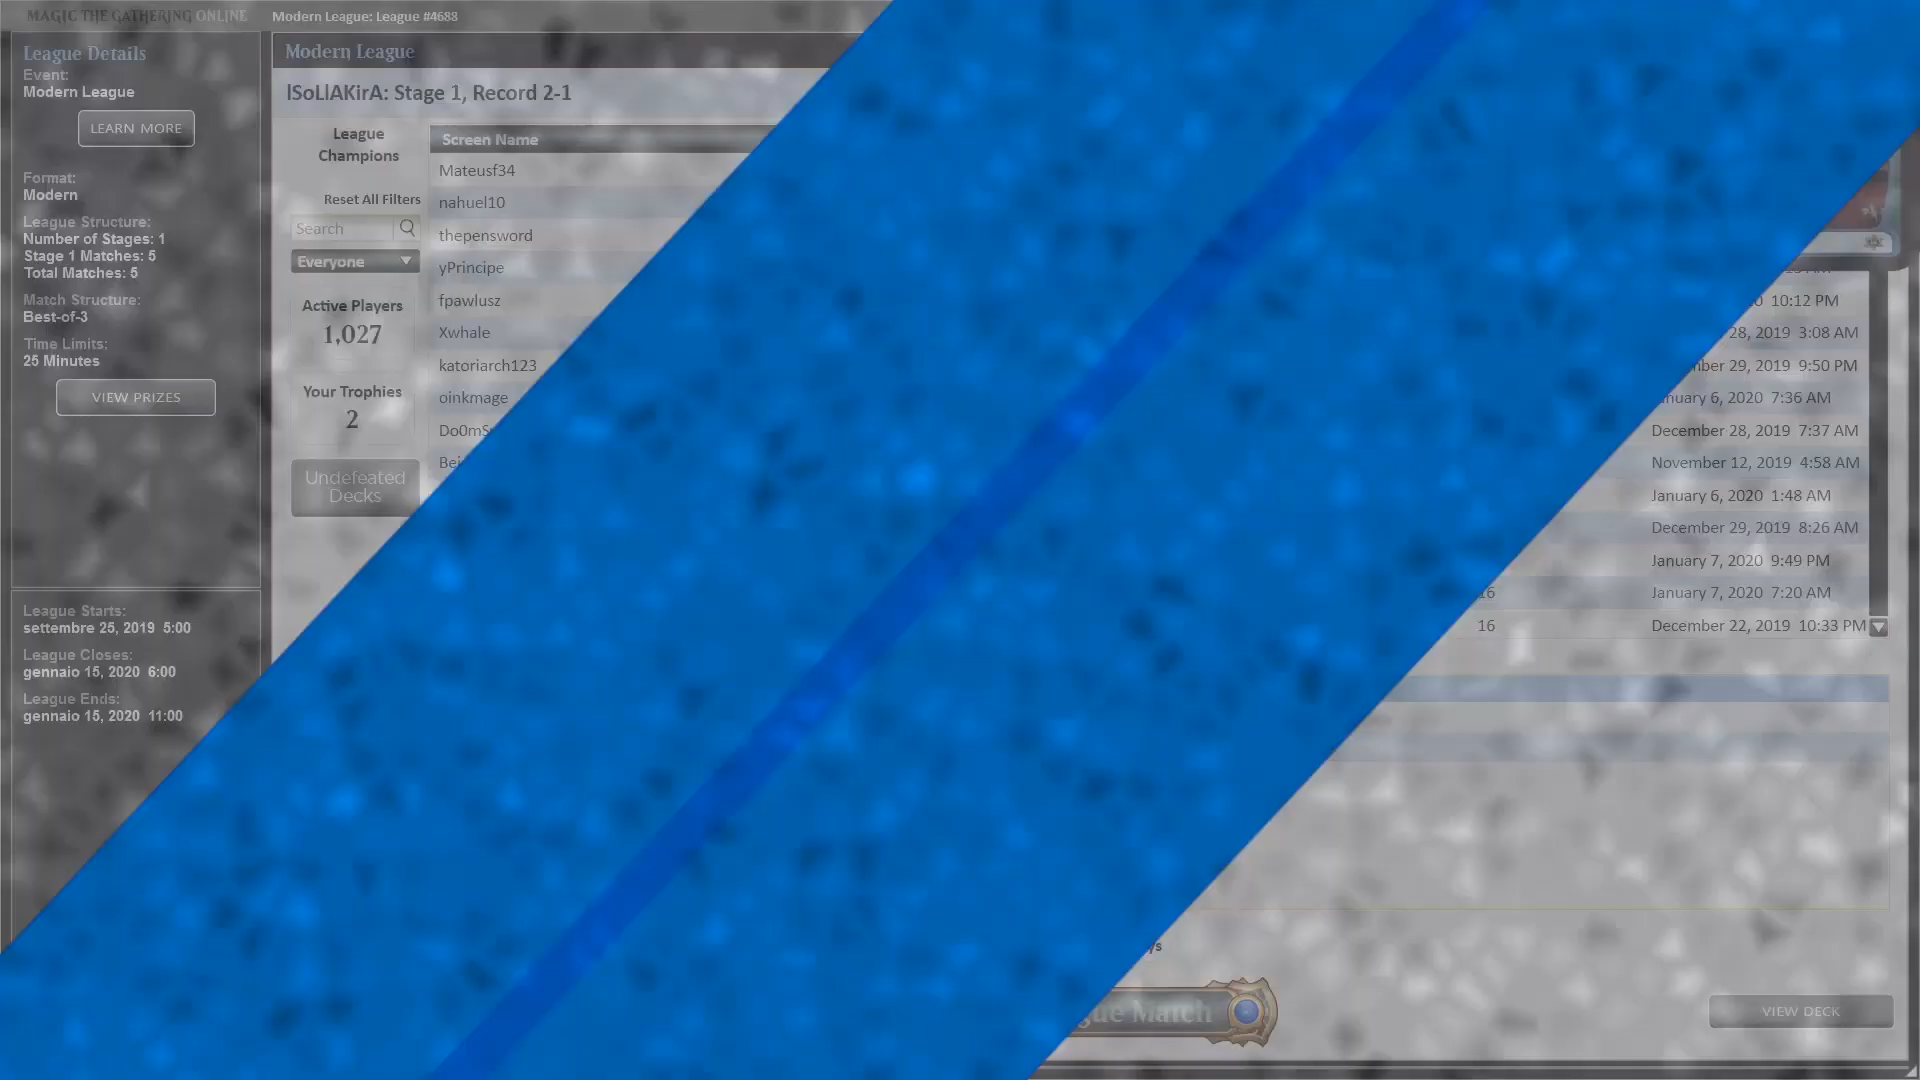 MAGIC THE GATHERING ONLINE
Modern League: League #4688
League Details
Event:
Modern League
LEARN MORE
Format:
Modern
League Structure:
Number of Stages: 1
Stage 1 Matches: 5
Total Matches: 5
Match Structure:
Best-of-3
Time Limits:
25 Minutes
VIEW PRIZES
League Starts:
settembre 25, 2019 5:00
League Closes:
gennaio 15, 2020 6:00
League Ends:
gennaio 15, 2020 11:00
Modern League
lSoLlAKirA: Stage 1, Record 2-1
League
Champions
Reset All Filters
Search
Everyone
Active Players
1,027
Your Trophies
2
Undefeated
Decks
Screen Name
Mateusf34
nahuel10
thepensword
yPrincipe
fpawlusz
Xwhale
katoriarch123
oinkmage
10:12 PM
28, 2019 3:08 AM
29, 2019 9:50 PM
6, 2020 7:36 AM
December 28, 2019 7:37 AM
November 12, 2019 4:58 AM
January 6, 2020 1:48 AM
December 29, 2019 8:26 AM
January 7, 2020 9:49 PM
16 January 7, 2020 7:20 AM
16 December 22, 2019 10:33 PM
Match
VIEW DECK